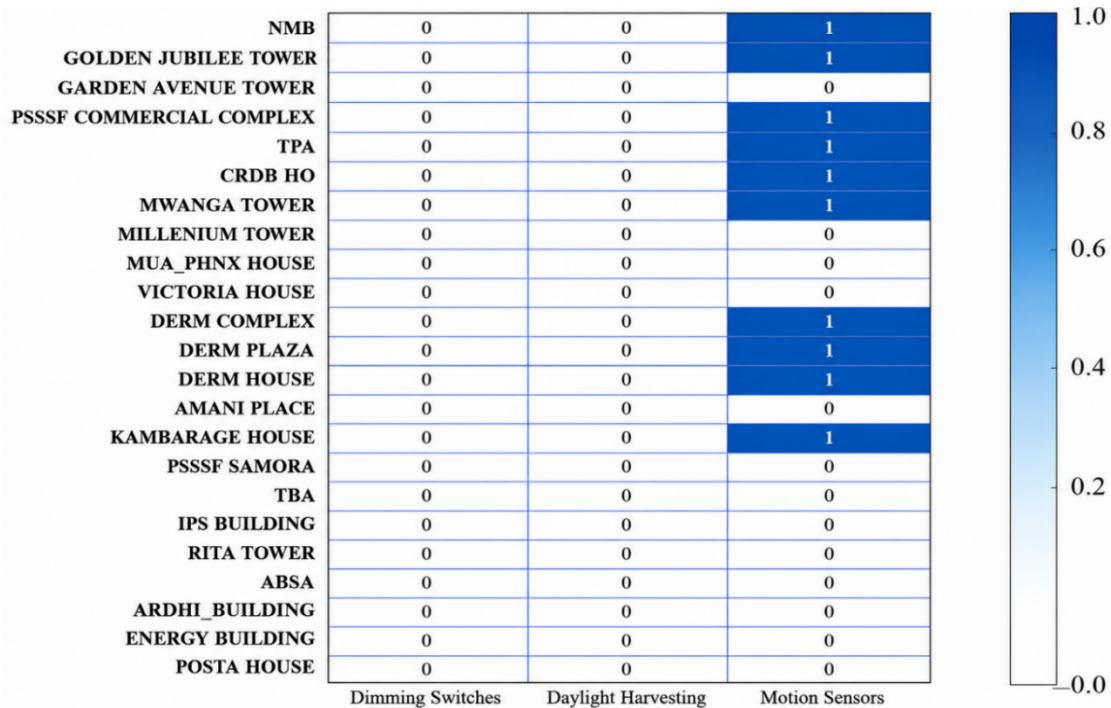 NMB 0 0 1
GOLDEN JUBILEE TOWER 0 0 1
GARDEN AVENUE TOWER 0 0 0
PSSSF COMMERCIAL COMPLEX 0 0 1
TPA 0 0 1
CRDB HO 0 0 1
MWANGA TOWER 0 0 1
MILLENIUM TOWER 0 0 0
MUA_PHNX HOUSE 0 0 0
VICTORIA HOUSE 0 0 0
DERM COMPLEX 0 0 1
DERM PLAZA 0 0 1
DERM HOUSE 0 0 1
AMANI PLACE 0 0 0
KAMBARAGE HOUSE 0 0 1
PSSSF SAMORA 0 0 0
TBA 0 0 0
IPS BUILDING 0 0 0
RITA TOWER 0 0 0
ABSA 0 0 0
ARDHI_BUILDING 0 0 0
ENERGY BUILDING 0 0 0
POSTA HOUSE 0 0 0
Dimming Switches Daylight Harvesting Motion Sensors
1.0
0.8
0.6
0.4
0.2
0.0